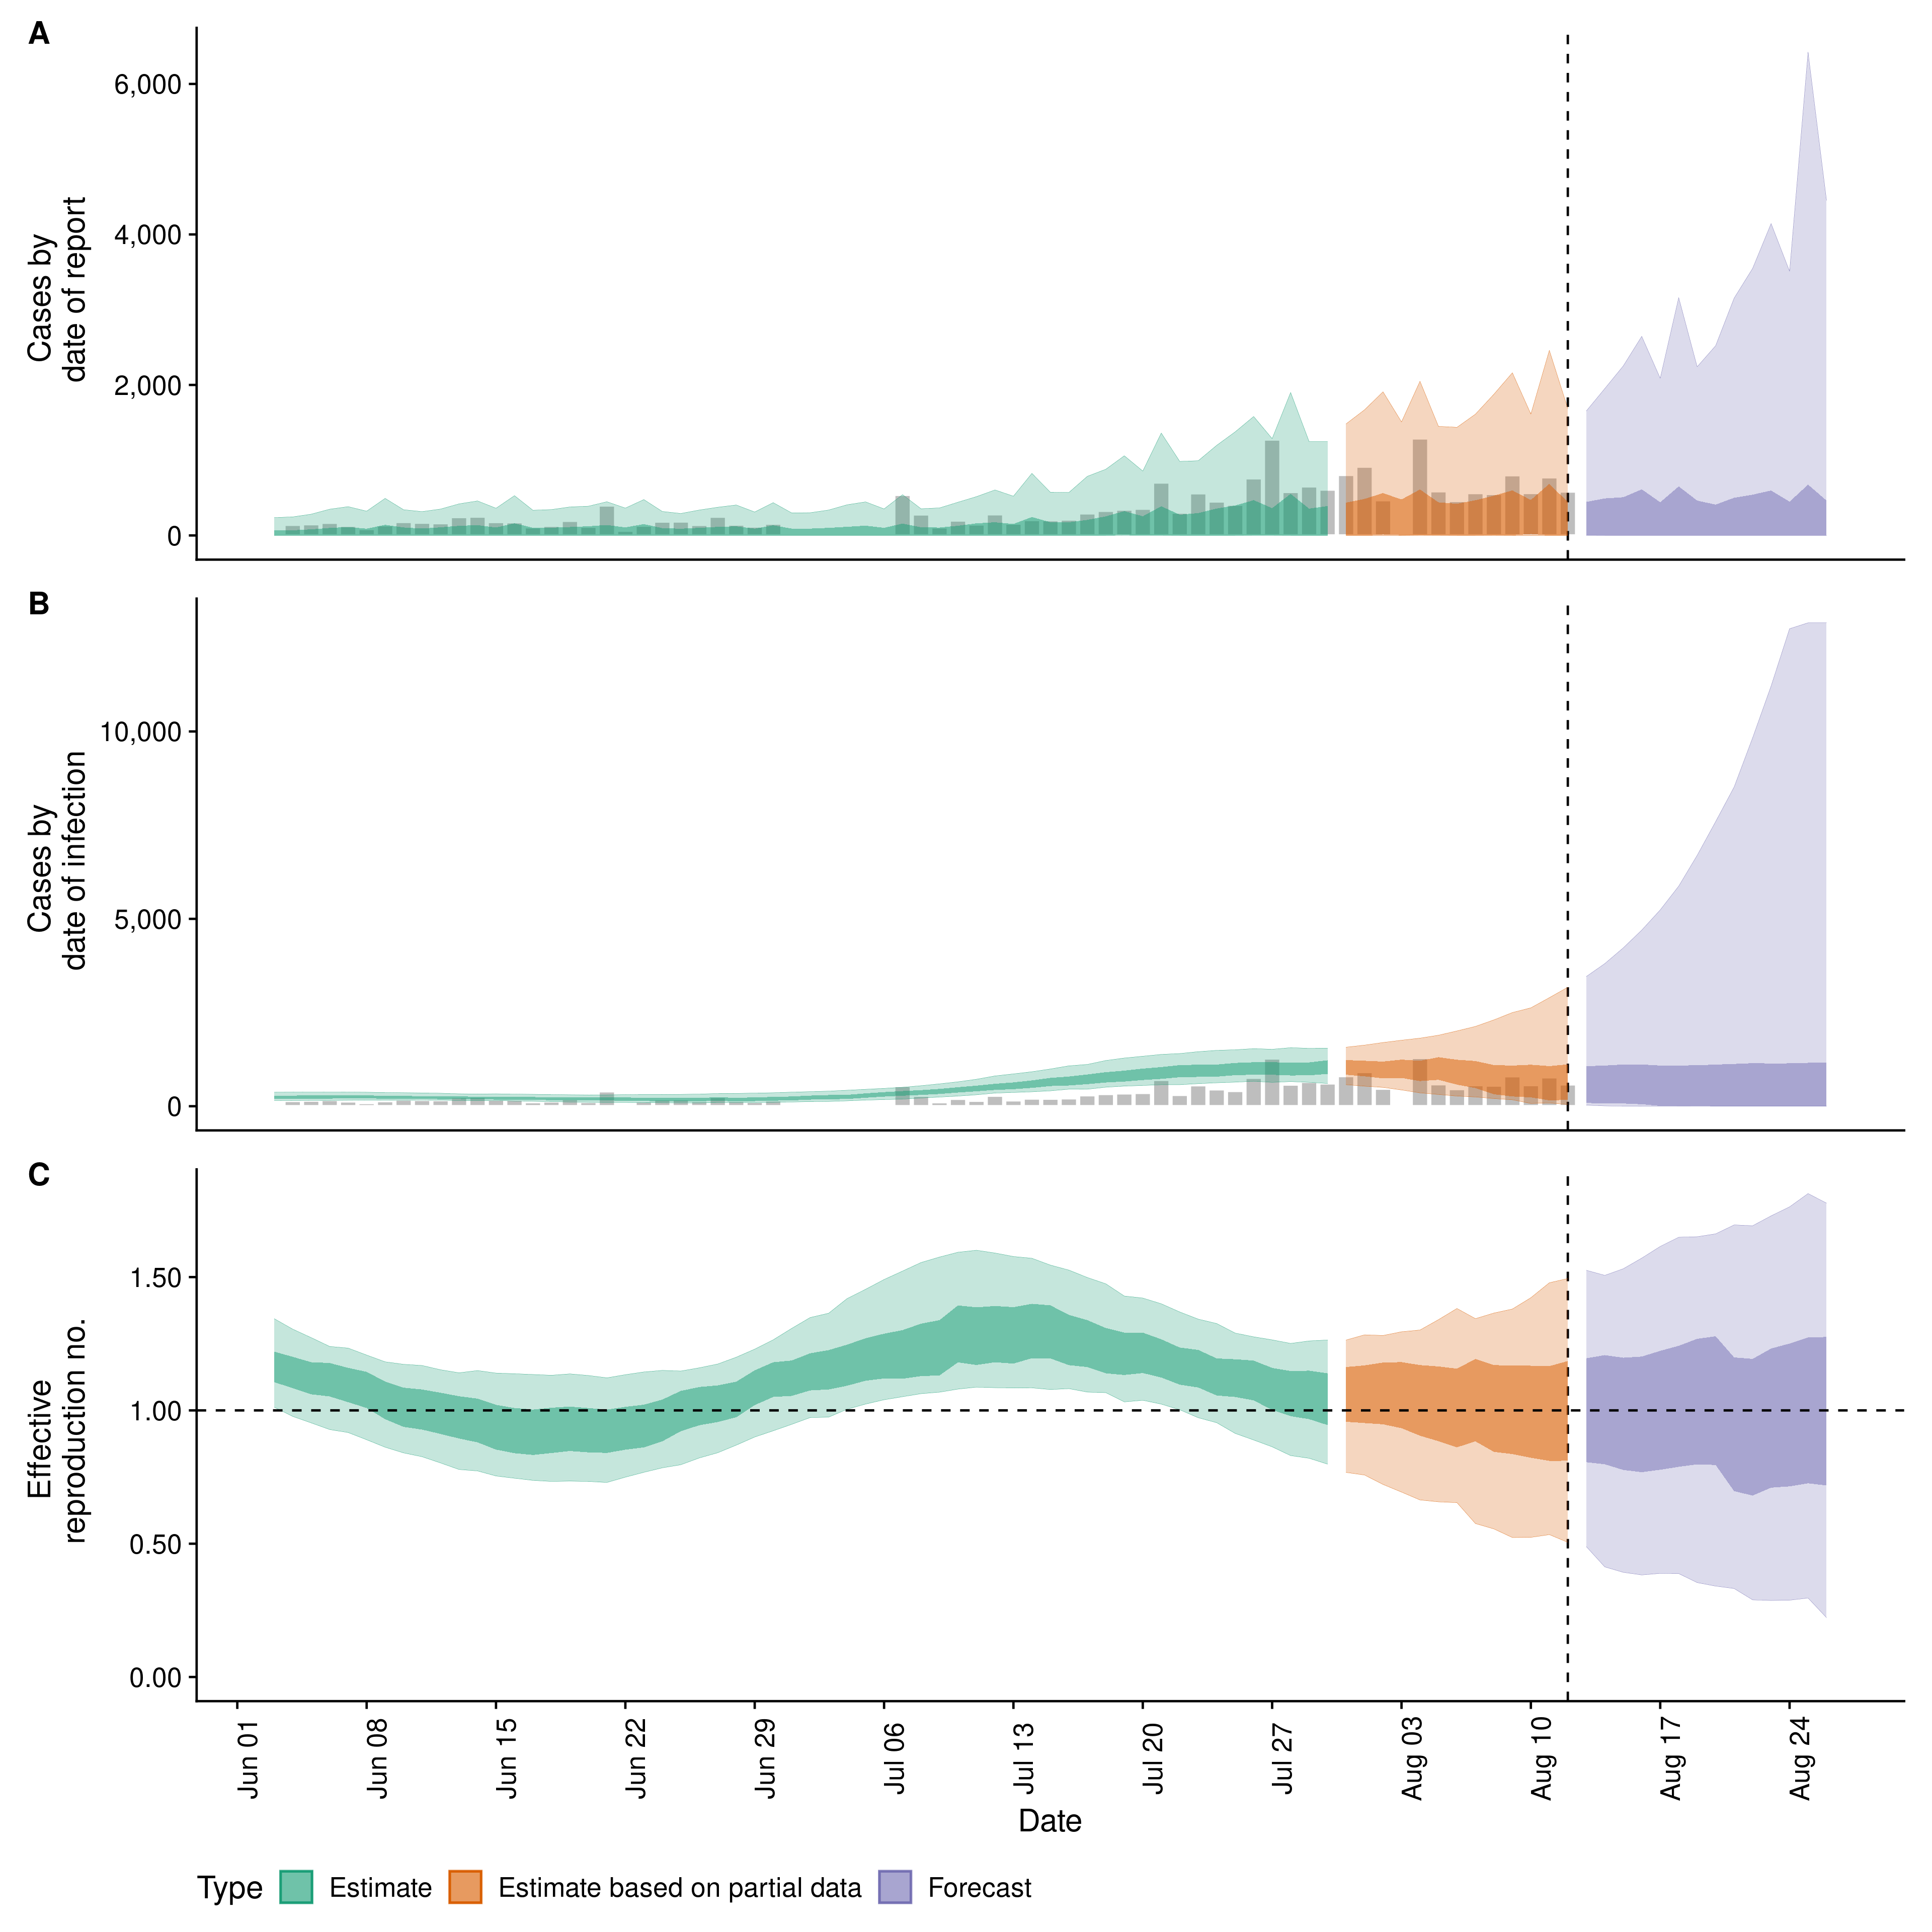 A
Cases by
date of report
6,000
4,000
2,000
0
B
Cases by
date of infection
10,000
5,000
0
C
Effective
reproduction no.
1.50
1.00
0.50
0.00
Jun 01
Jun 08
Jun 15
Jun 22
Jun 29
Jul 06
Jul 13
Jul 20
Jul 27
Aug 03
Aug 10
Aug 17
Aug 24
Date
Type Estimate Estimate based on partial data Forecast